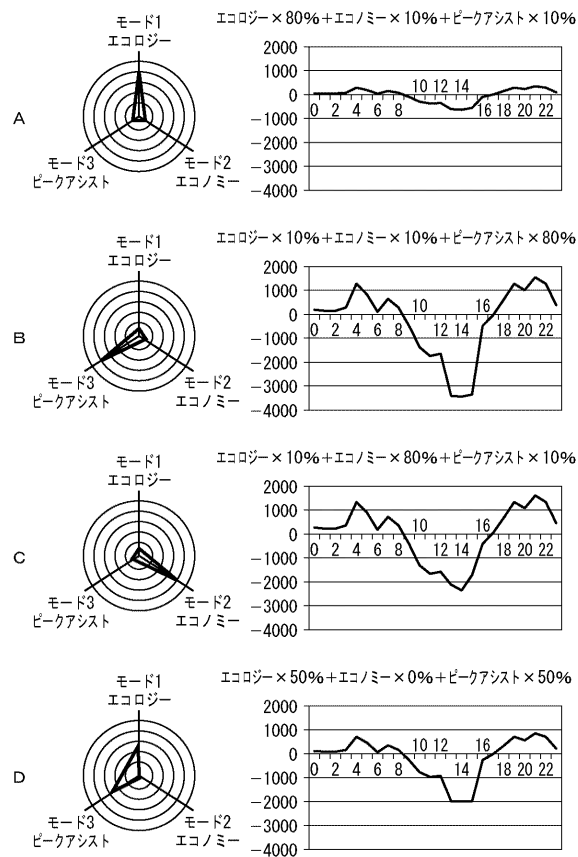 モード1
エコロジー
モード3
ピークアシスト
モード2
エコノミー
A
エコロジー×80%+エコノミー×10%+ピークアシスト×10%
2000
1000
0
−1000
−2000
−3000
−4000
0 2 4 6 8 10 12 14 16 18 20 22
モード1
エコロジー
モード3
ピークアシスト
モード2
エコノミー
B
エコロジー×10%+エコノミー×10%+ピークアシスト×80%
2000
1000
0
−1000
−2000
−3000
−4000
0 2 4 6 8 10 12 14 16 18 20 22
モード1
エコロジー
モード3
ピークアシスト
モード2
エコノミー
C
エコロジー×10%+エコノミー×80%+ピークアシスト×10%
2000
1000
0
−1000
−2000
−3000
−4000
0 2 4 6 8 10 12 14 16 18 20 22
モード1
エコロジー
モード3
ピークアシスト
モード2
エコノミー
D
エコロジー×50%+エコノミー×0%+ピークアシスト×50%
2000
1000
0
−1000
−2000
−3000
−4000
0 2 4 6 8 10 12 14 16 18 20 22